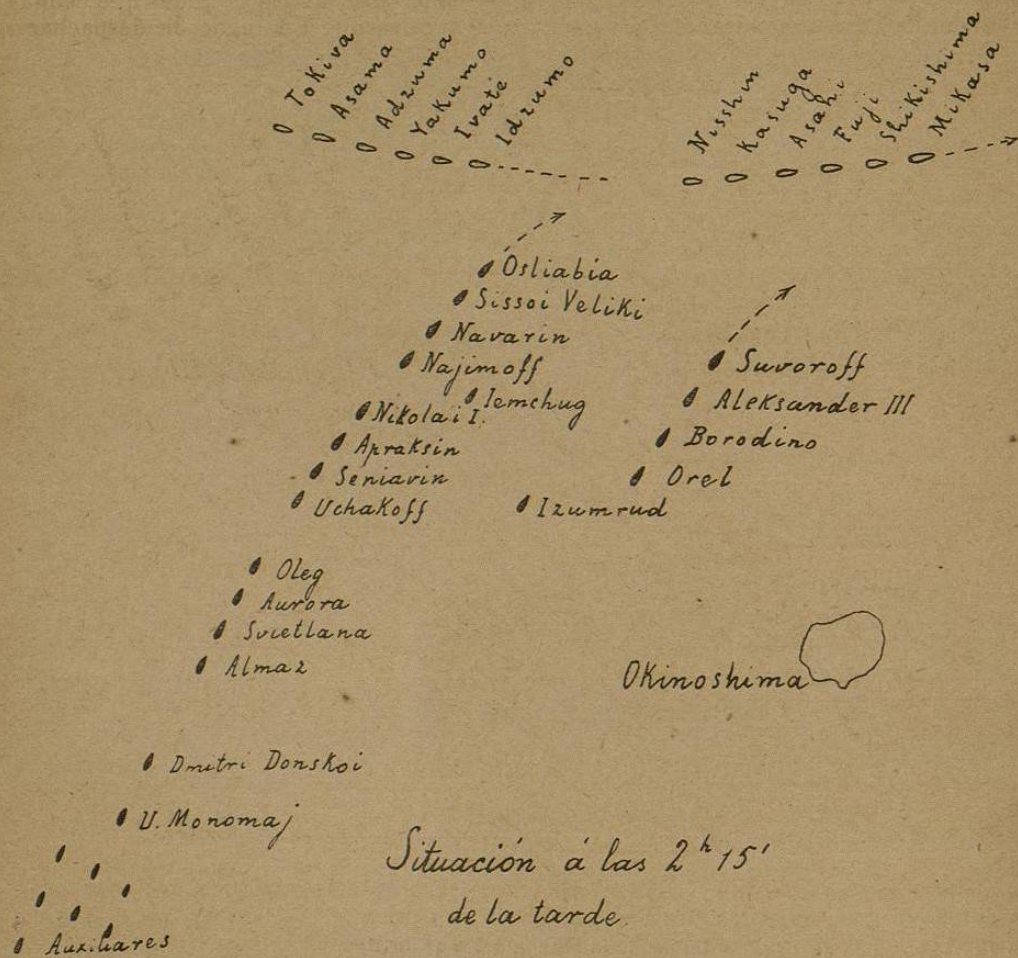 Tokiva
Asama
Adzuma
Yakumo
Ivaté
Idzumo
Nisshin
Kasuga
Asahi
Fuji
Shikishima
Mikasa
Osliabia
Sissoi Veliki
Navarin
Najimoff
Iemchug
Nikolai I.
Apraksin
Seniavin
Uchakoff
Suvoroff
Aleksander III
Borodino
Orel
Izumrud
Oleg
Aurora
Svietlana
Almaz
Okinoshima
Dmitri Donskoi
U. Monomaj
Situación á las 2 h 15'
de la tarde.
Auxiliares